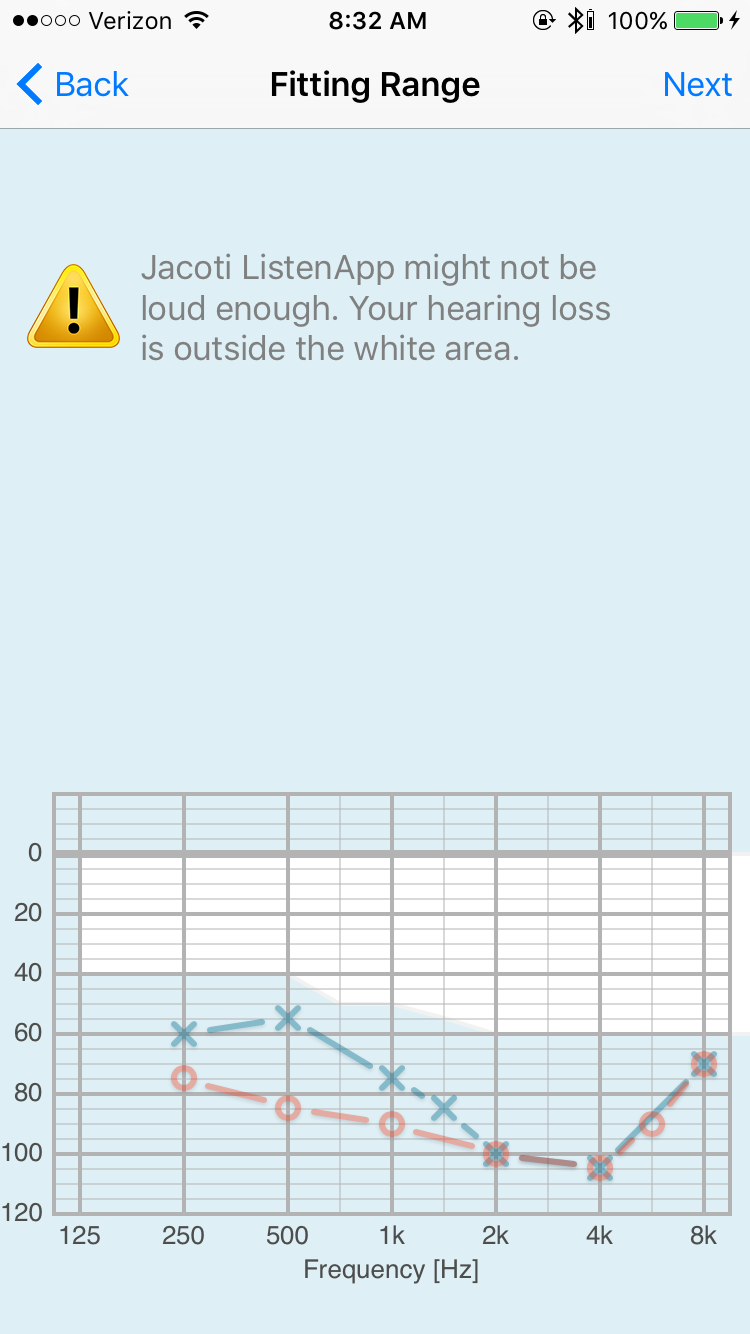 Verizon 8:32 AM 100%
Back Fitting Range Next
Jacoti ListenApp might not be
loud enough. Your hearing loss
is outside the white area.
0
20
40
60
80
100
120
125 250 500 1k 2k 4k 8k
Frequency [Hz]